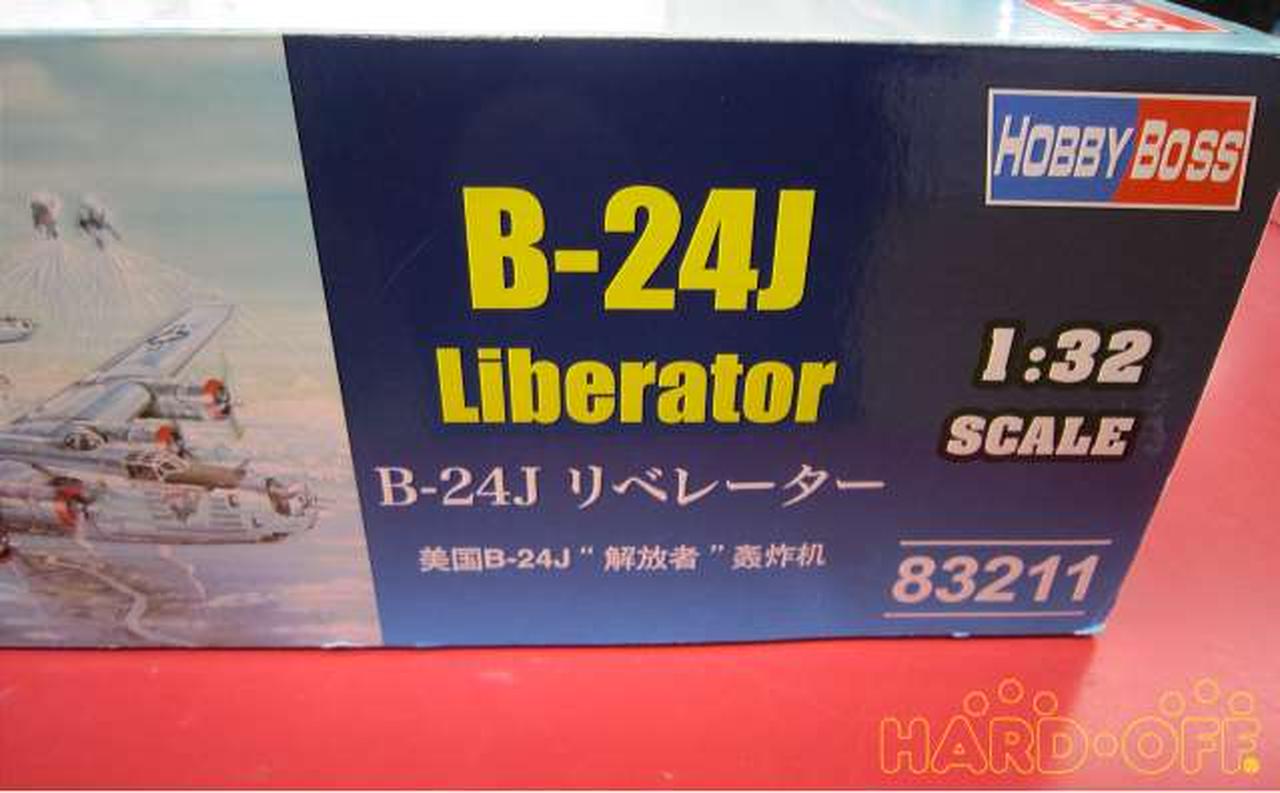 HOBBY BOSS
B-24J
Liberator
1:32
SCALE
B-24J リベレーター
美国B-24J“解放者”轰炸机
83211
HARD·OFF